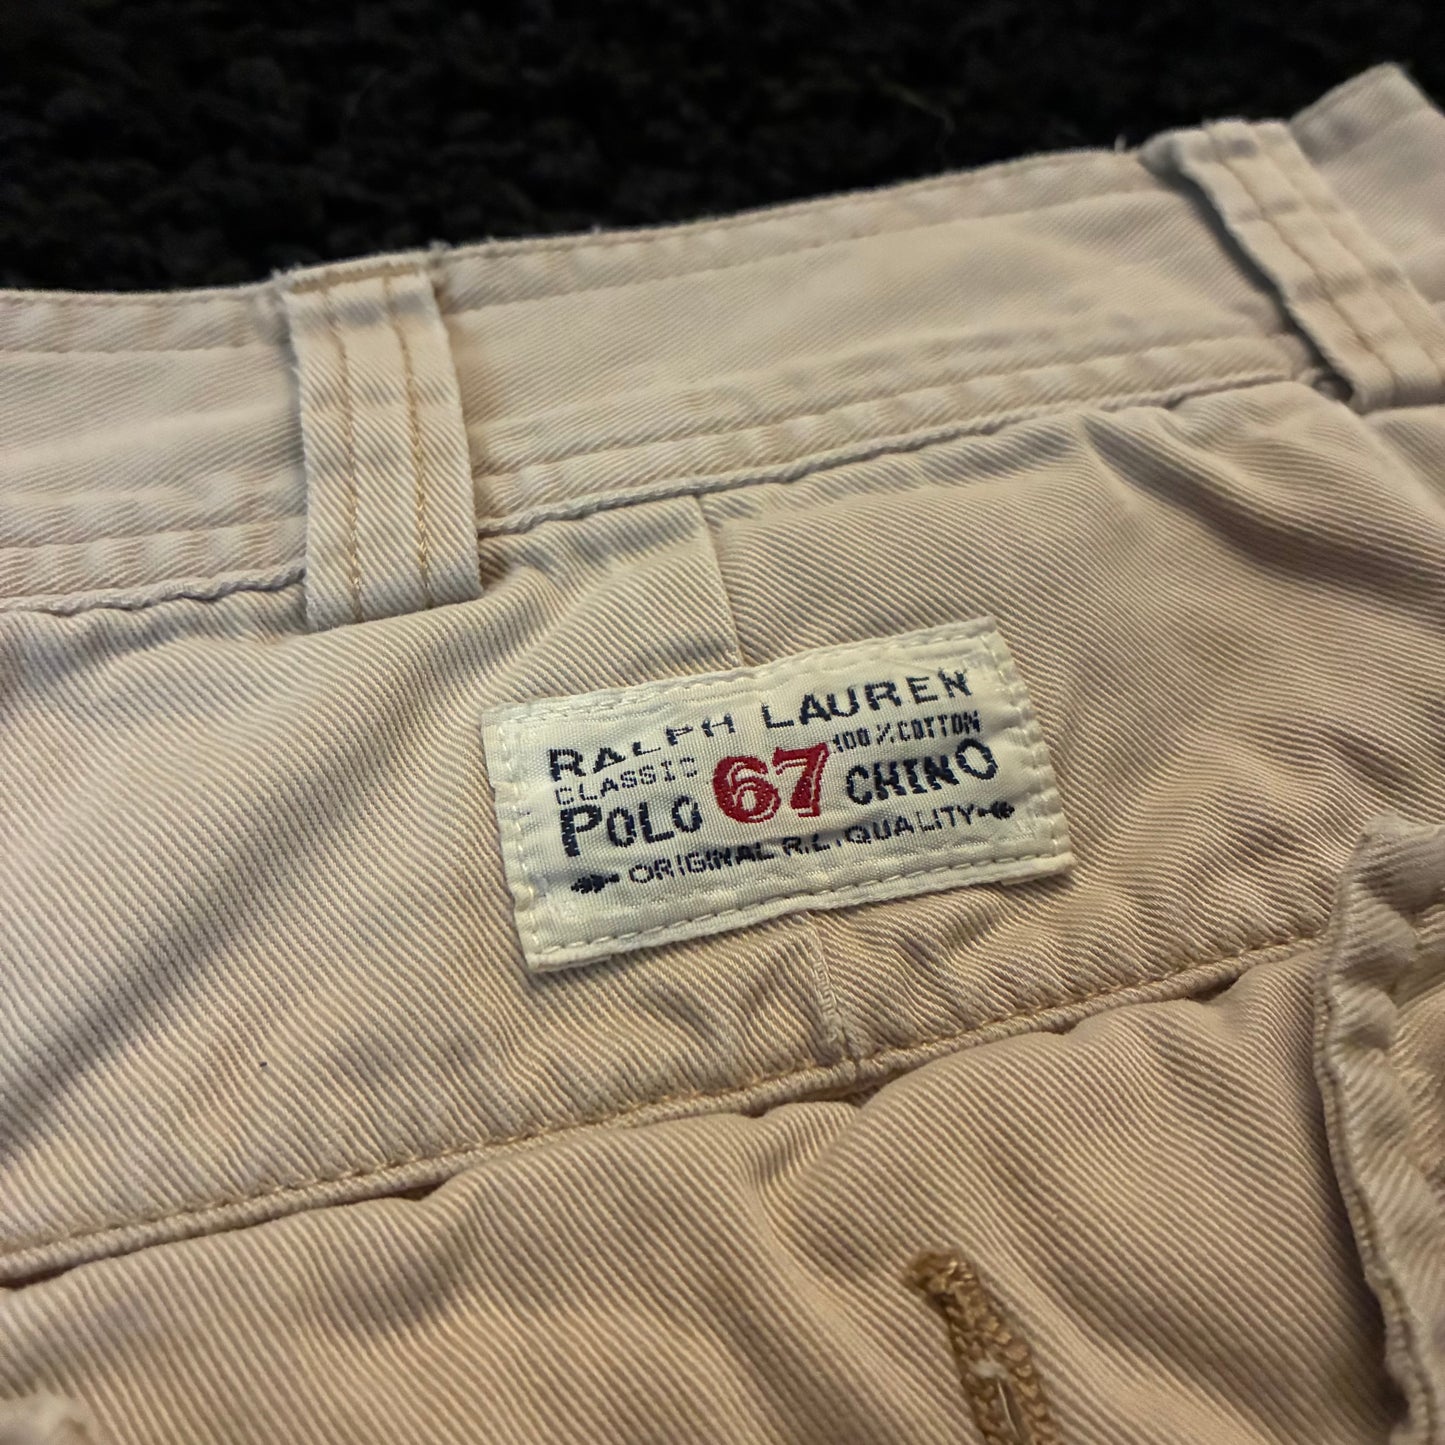 RALPH LAUREN
CLASSIC 67 100% COTTON
POLO CHINO
ORIGINAL R.L. QUALITY